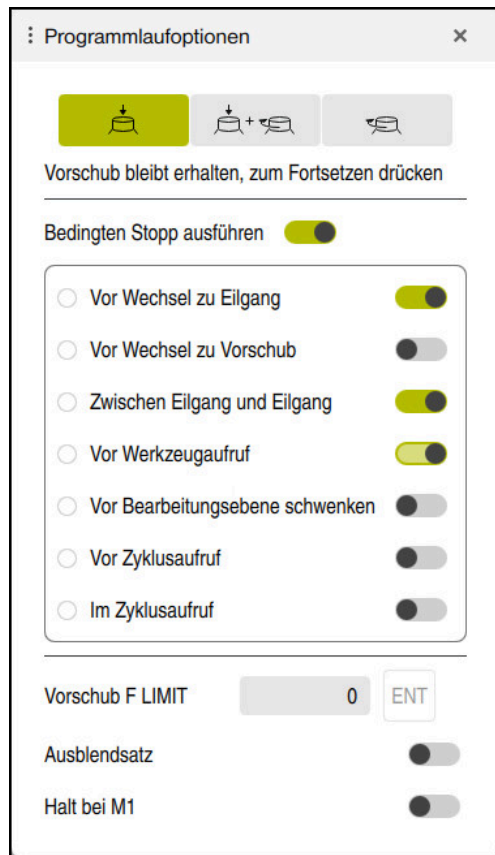 Programmlaufoptionen
Vorschub bleibt erhalten, zum Fortsetzen drücken
Bedingten Stopp ausführen
Vor Wechsel zu Eilgang
Vor Wechsel zu Vorschub
Zwischen Eilgang und Eilgang
Vor Werkzeugaufruf
Vor Bearbeitungsebene schwenken
Vor Zyklusaufruf
Im Zyklusaufruf
Vorschub F LIMIT 0 ENT
Ausblendsatz
Halt bei M1